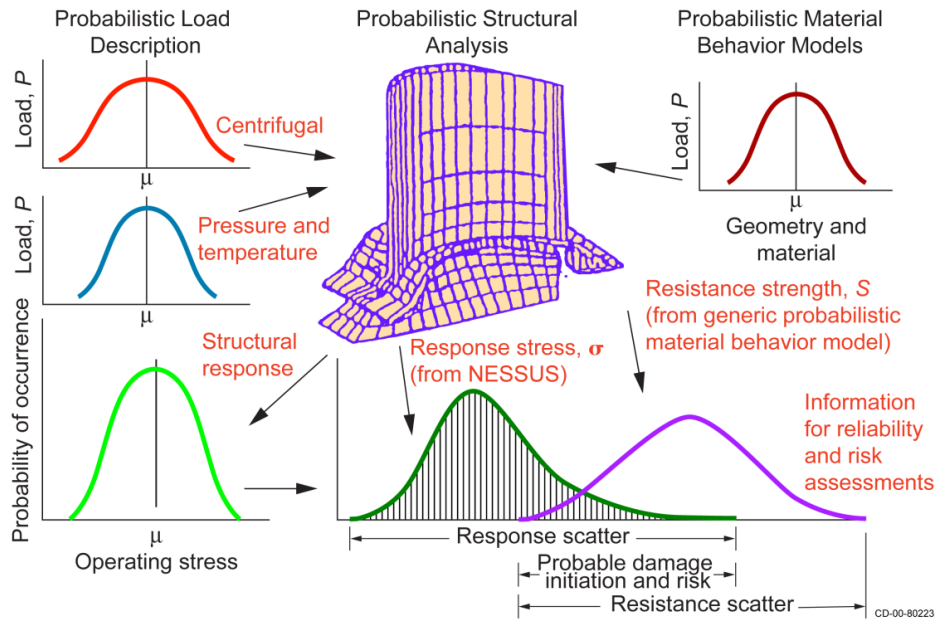 Probabilistic Load
Description
Probabilistic Structural
Analysis
Probabilistic Material
Behavior Models
Load, P
Centrifugal
μ
Load, P
Pressure and
temperature
μ
Load, P
μ
Geometry and
material
Probability of occurrence
Structural
response
μ
Operating stress
Response stress, σ
(from NESSUS)
Resistance strength, S
(from generic probabilistic
material behavior model)
Information
for reliability
and risk
assessments
Response scatter
Probable damage
initiation and risk
Resistance scatter
CD-00-80223